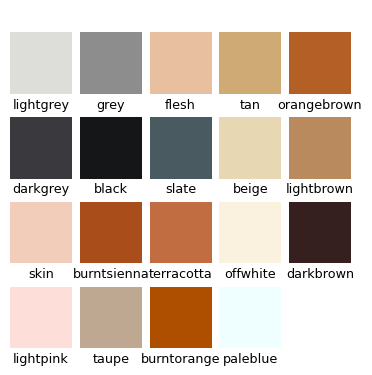 lightgrey grey flesh tan orangebrown
darkgrey black slate beige lightbrown
skin burntsienna terracotta offwhite darkbrown
lightpink taupe burntorange paleblue